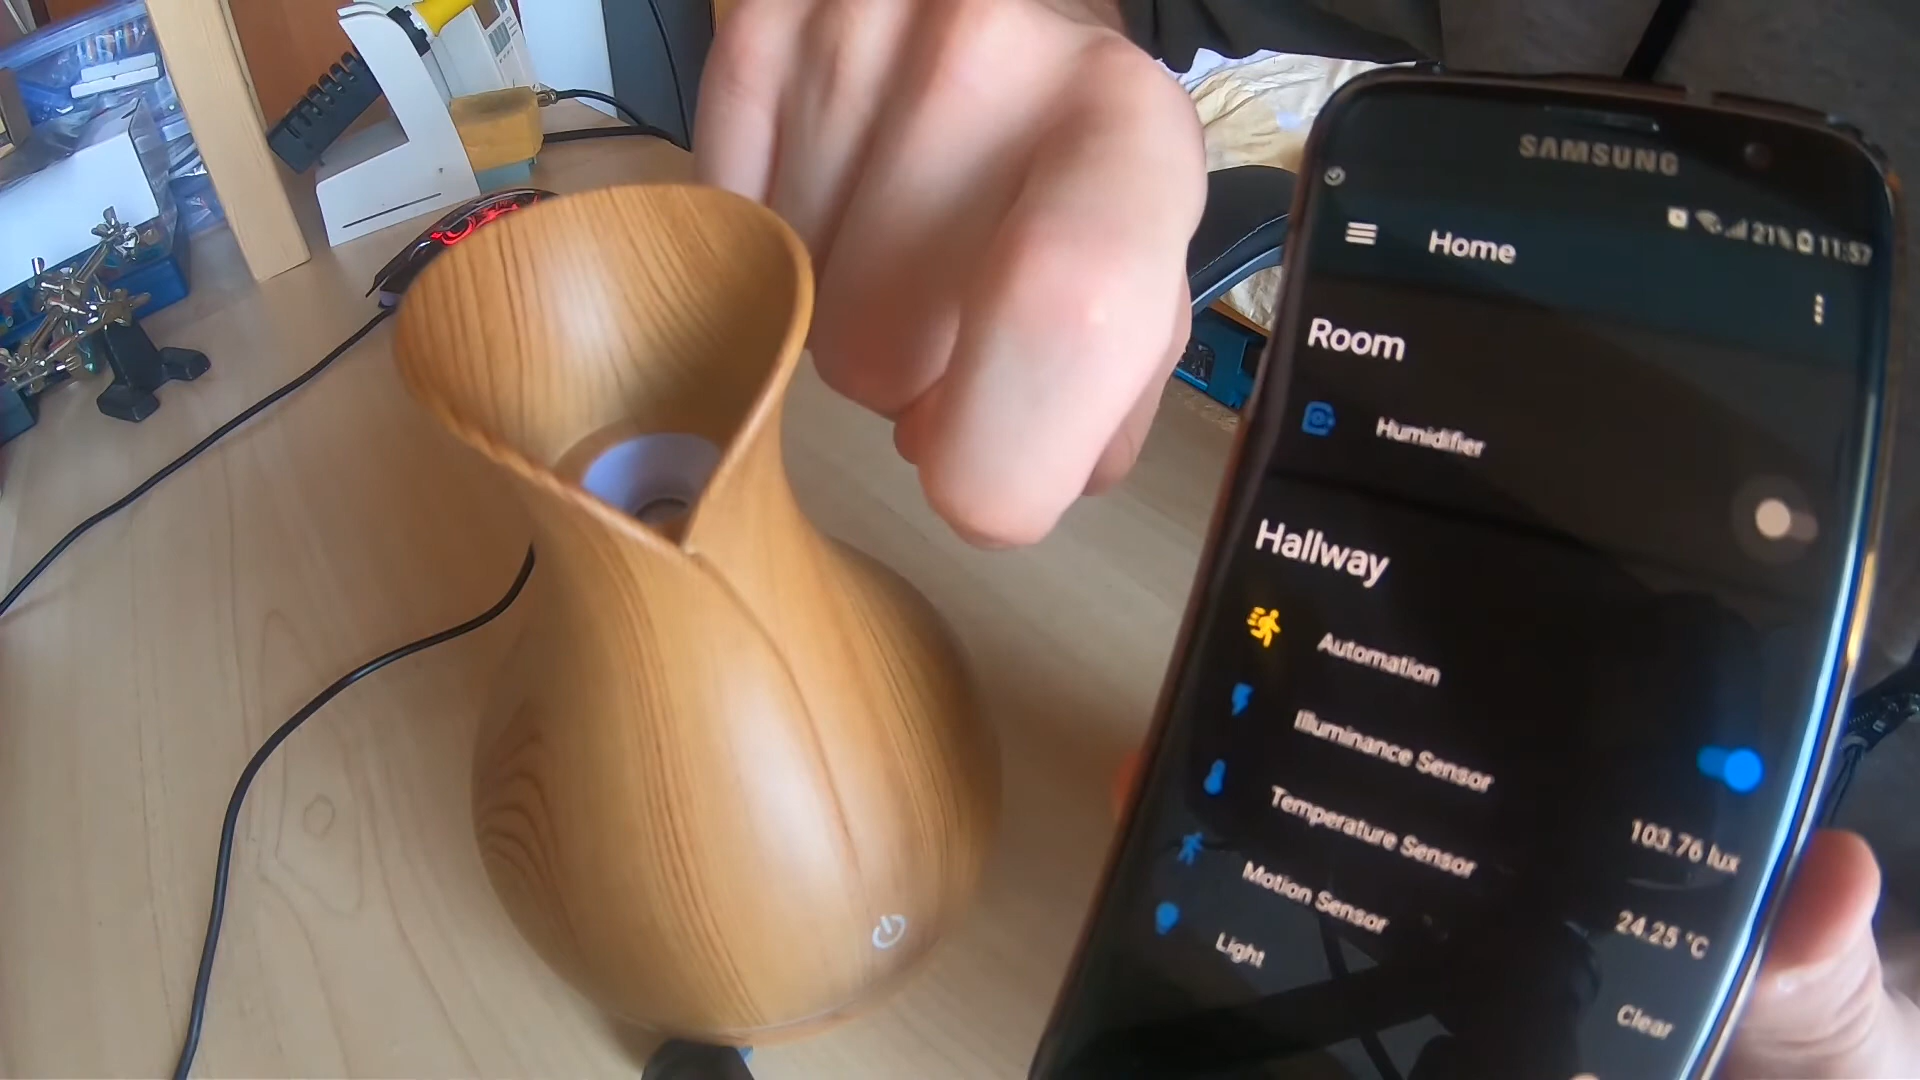 SAMSUNG
21% 11:57
Home
Room
Humidifier
Hallway
Automation
Illuminance Sensor
103.76 lux
Temperature Sensor
24.25 °C
Motion Sensor
Clear
Light